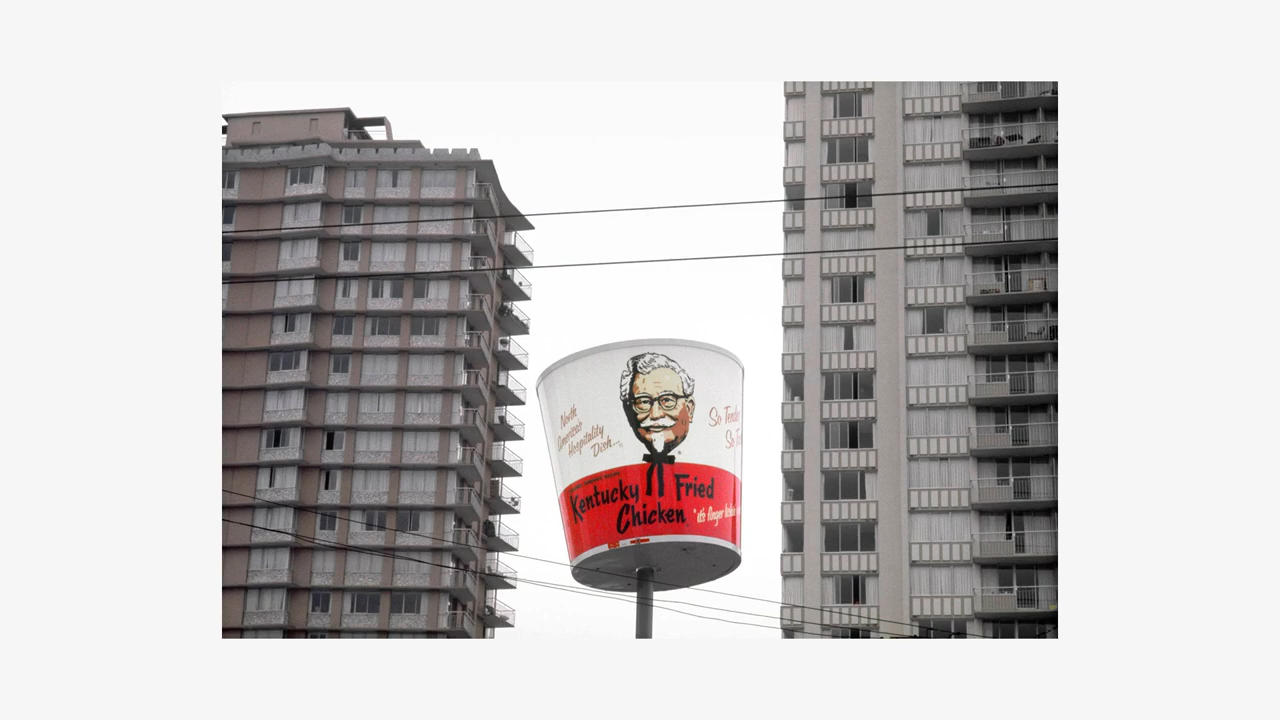 North
America's
Hospitality
Dish...
So Tende
So
Kentucky Fried
Chicken
"it's finger lickin